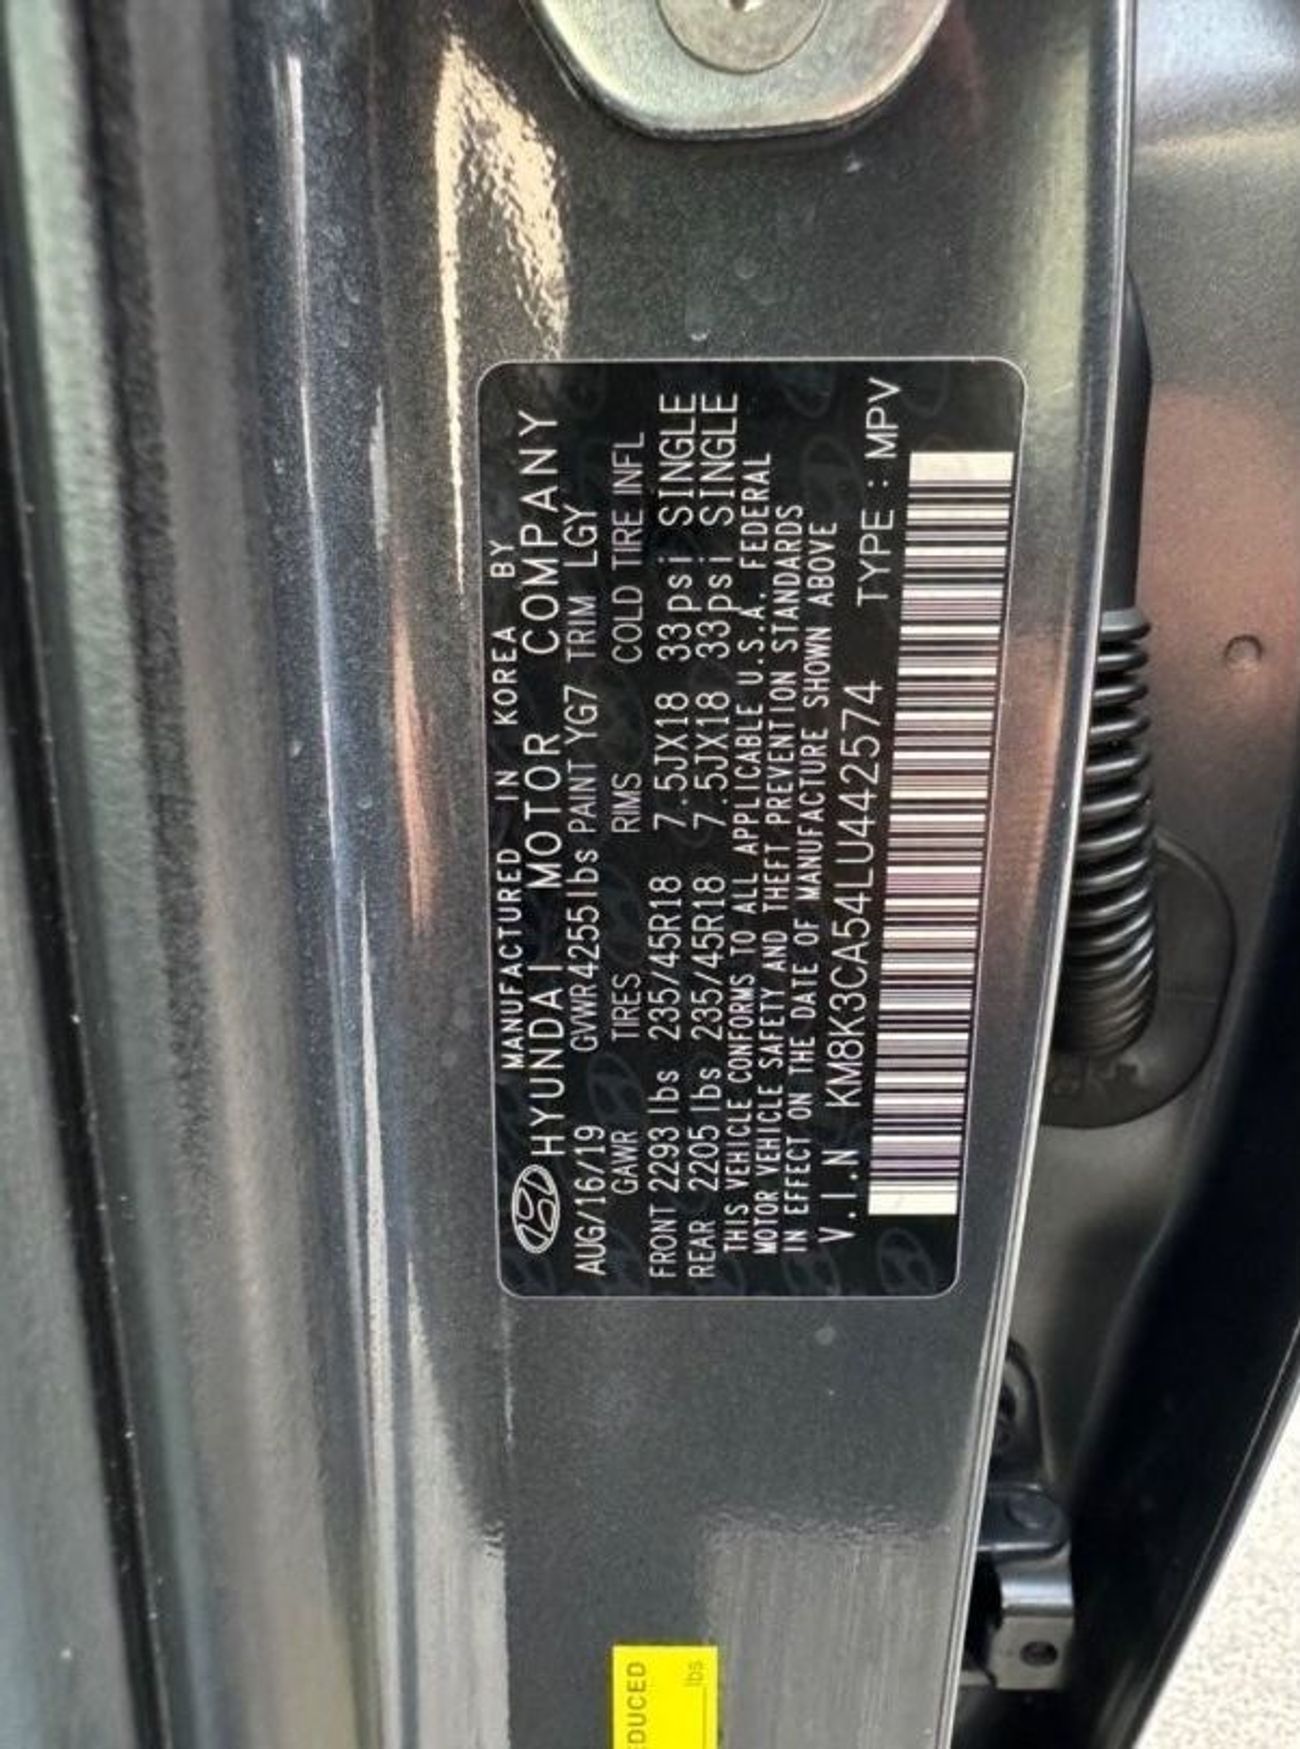 MANUFACTURED IN KOREA BY
HYUNDAI MOTOR COMPANY
AUG/16/19 GVWR4255lbs PAINT YG7 TRIM LGY
GAWR TIRES RIMS COLD TIRE INFL
FRONT 2293 lbs 235/45R18 7.5JX18 33psi SINGLE
REAR 2205 lbs 235/45R18 7.5JX18 33psi SINGLE
THIS VEHICLE CONFORMS TO ALL APPLICABLE U.S.A. FEDERAL
MOTOR VEHICLE SAFETY AND THEFT PREVENTION STANDARDS
IN EFFECT ON THE DATE OF MANUFACTURE SHOWN ABOVE
V.I.N KM8K3CA54LU442574 TYPE : MPV
EDUCED
lbs